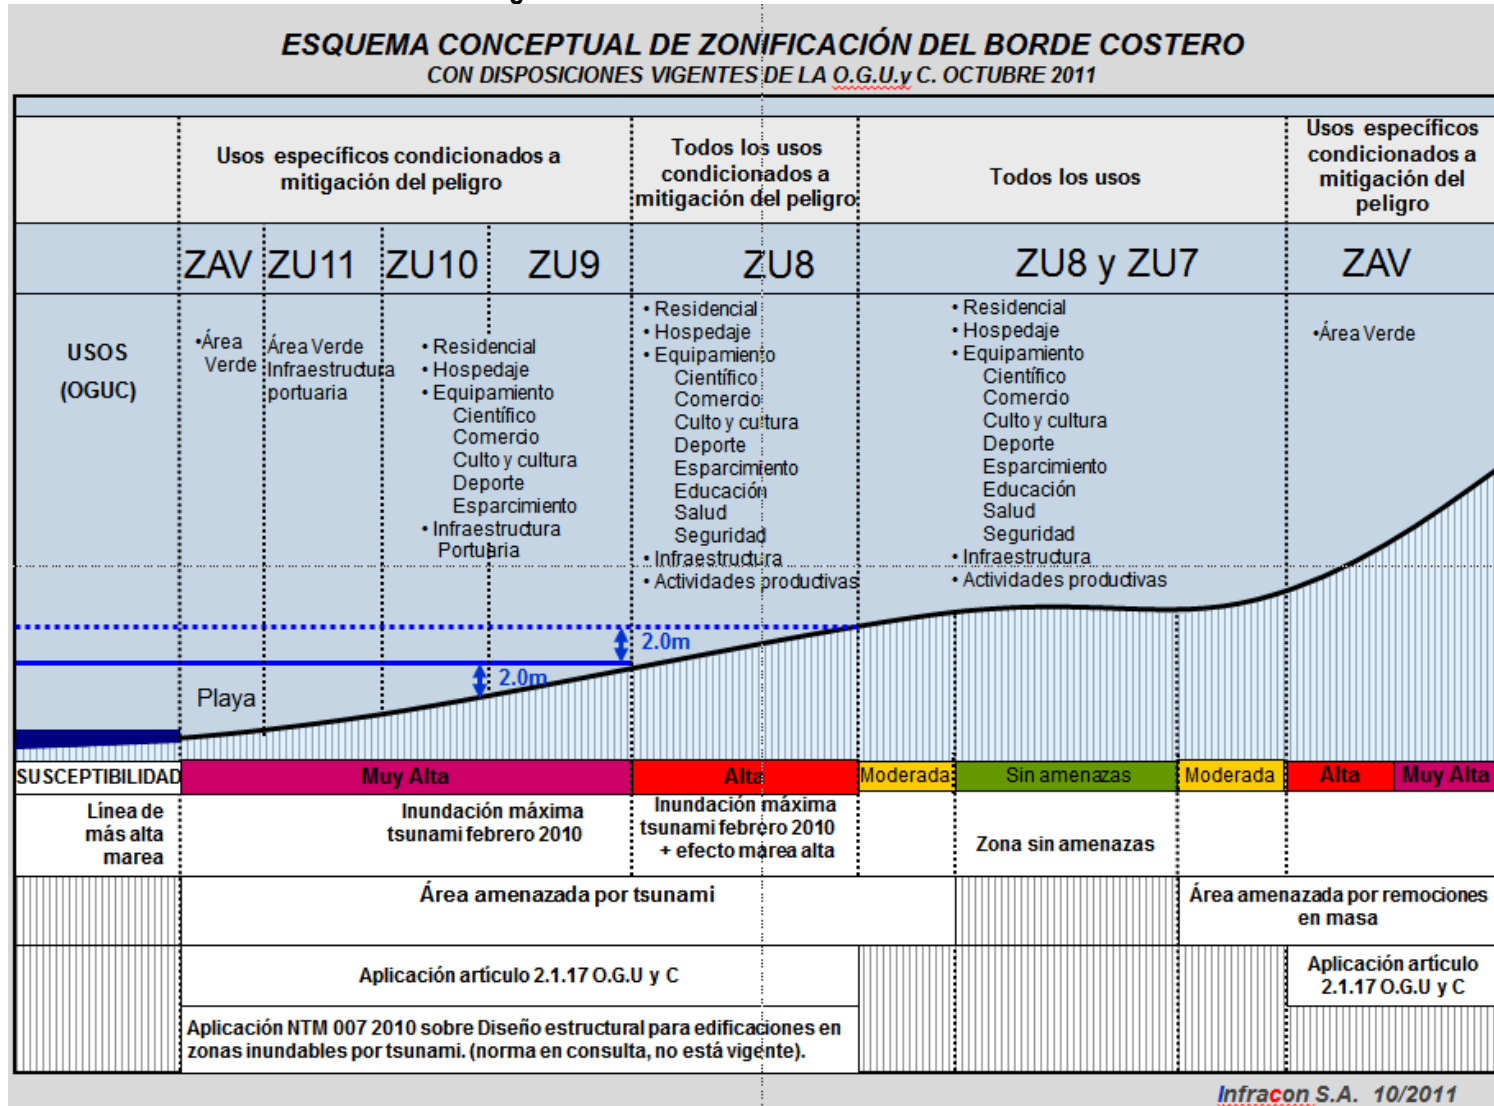 ESQUEMA CONCEPTUAL DE ZONIFICACIÓN DEL BORDE COSTERO
CON DISPOSICIONES VIGENTES DE LA O.G.U.y C. OCTUBRE 2011
Usos específicos condicionados a
mitigación del peligro
Todos los usos
condicionados a
mitigación del peligro
Todos los usos
Usos específicos
condicionados a
mitigación del
peligro
ZAV
ZU11
ZU10
ZU9
ZU8
ZU8 y ZU7
ZAV
USOS
(OGUC)
•Área
Verde
Área Verde
Infraestructura
portuaria
• Residencial
• Hospedaje
• Equipamiento
Científico
Comercio
Culto y cultura
Deporte
Esparcimiento
• Infraestructura
Portuaria
• Residencial
• Hospedaje
• Equipamiento
Científico
Comercio
Culto y cultura
Deporte
Esparcimiento
Educación
Salud
Seguridad
• Infraestructura
• Actividades productivas
• Residencial
• Hospedaje
• Equipamiento
Científico
Comercio
Culto y cultura
Deporte
Esparcimiento
Educación
Salud
Seguridad
• Infraestructura
• Actividades productivas
•Área Verde
2.0m
2.0m
Playa
SUSCEPTIBILIDAD
Muy Alta
Alta
Moderada
Sin amenazas
Moderada
Alta
Muy Alta
Línea de
más alta
marea
Inundación máxima
tsunami febrero 2010
Inundación máxima
tsunami febrero 2010
+ efecto marea alta
Zona sin amenazas
Área amenazada por tsunami
Área amenazada por remociones
en masa
Aplicación artículo 2.1.17 O.G.U y C
Aplicación artículo
2.1.17 O.G.U y C
Aplicación NTM 007 2010 sobre Diseño estructural para edificaciones en
zonas inundables por tsunami. (norma en consulta, no está vigente).
Infracon S.A. 10/2011